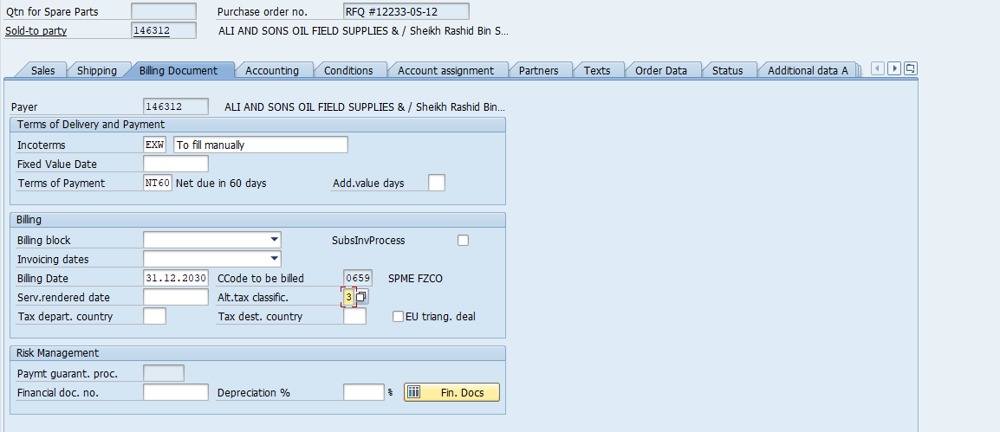 Qtn for Spare Parts Purchase order no. RFQ #12233-0S-12
Sold-to party 146312 ALI AND SONS OIL FIELD SUPPLIES & / Sheikh Rashid Bin S...
Sales Shipping Billing Document Accounting Conditions Account assignment Partners Texts Order Data Status Additional data A
Payer 146312 ALI AND SONS OIL FIELD SUPPLIES & / Sheikh Rashid Bin...
Terms of Delivery and Payment
Incoterms EXW To fill manually
Fixed Value Date
Terms of Payment NT60 Net due in 60 days Add.value days
Billing
Billing block SubsInvProcess
Invoicing dates
Billing Date 31.12.2030 CCode to be billed 0659 SPME FZCO
Serv.rendered date Alt.tax classific. 3
Tax depart. country Tax dest. country EU triang. deal
Risk Management
Paymt guarant. proc.
Financial doc. no. Depreciation % % Fin. Docs